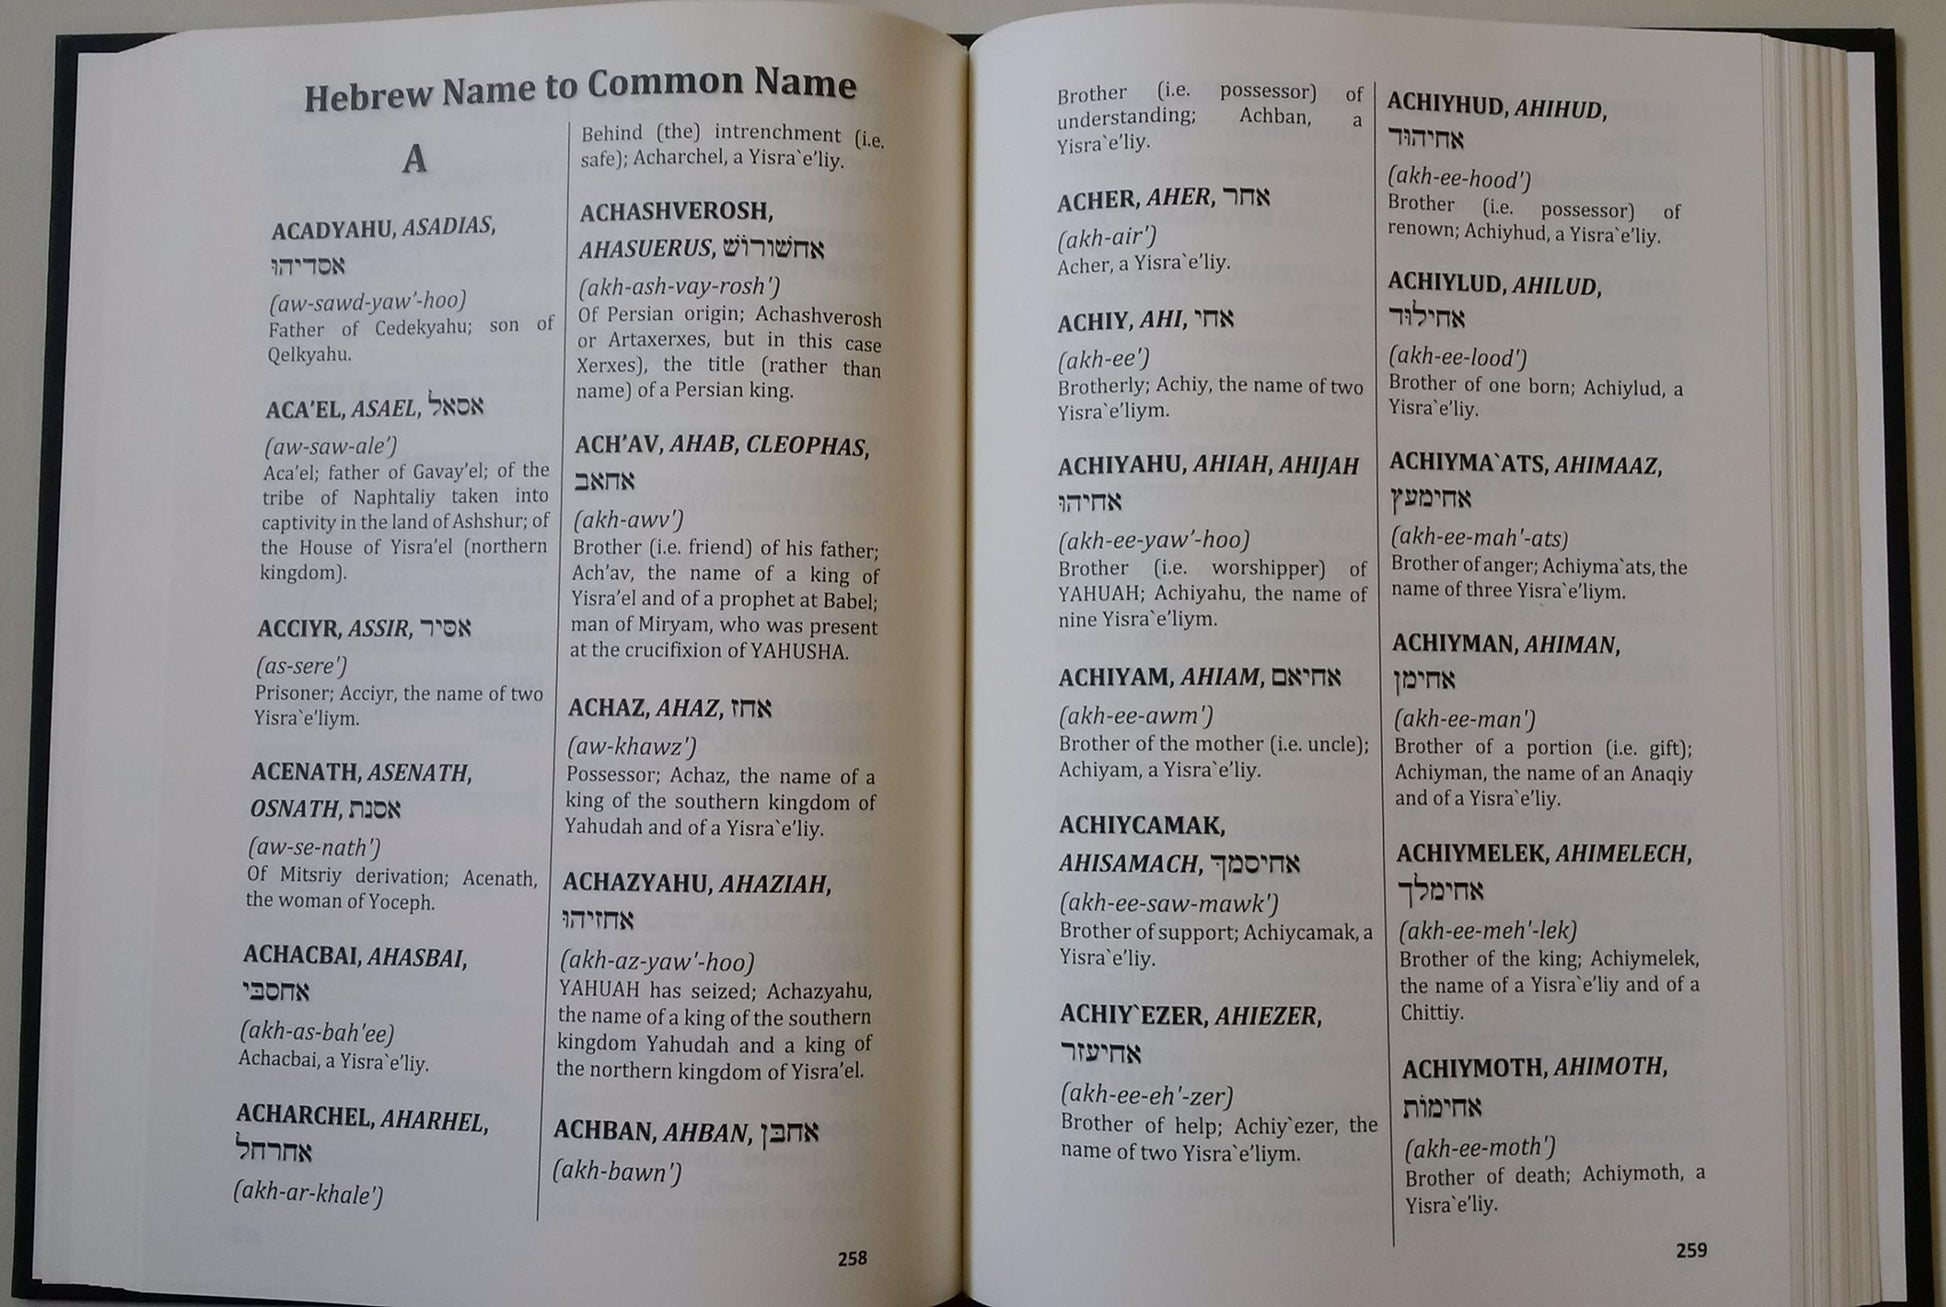 Hebrew Name to Common Name
A
ACADYAHU, ASADIAS,
אסדיהוּ
(aw-sawd-yaw'-hoo)
Father of Cedekyahu; son of
Qelkyahu.
ACA'EL, ASAEL, אסאל
(aw-saw-ale')
Aca'el; father of Gavay'el; of the
tribe of Naphtaliy taken into
captivity in the land of Ashshur; of
the House of Yisra'el (northern
kingdom).
ACCIYR, ASSIR, אסיר
(as-sere')
Prisoner; Acciyr, the name of two
Yisra`e'liym.
ACENATH, ASENATH,
OSNATH, אסנת
(aw-se-nath')
Of Mitsriy derivation; Acenath,
the woman of Yoceph.
ACHACBAI, AHASBAI,
אחסבּי
(akh-as-bah'ee)
Achacbai, a Yisra`e'liy.
ACHARCHEL, AHARHEL,
אחרחל
(akh-ar-khale')
Behind (the) intrenchment (i.e.
safe); Acharchel, a Yisra`e'liy.
ACHASHVEROSH,
AHASUERUS, אחשׁורושׁ
(akh-ash-vay-rosh')
Of Persian origin; Achashverosh
or Artaxerxes, but in this case
Xerxes), the title (rather than
name) of a Persian king.
ACH'AV, AHAB, CLEOPHAS,
אחאב
(akh-awv')
Brother (i.e. friend) of his father;
Ach'av, the name of a king of
Yisra'el and of a prophet at Babel;
man of Miryam, who was present
at the crucifixion of YAHUSHA.
ACHAZ, AHAZ, אחז
(aw-khawz')
Possessor; Achaz, the name of a
king of the southern kingdom of
Yahudah and of a Yisra`e'liy.
ACHAZYAHU, AHAZIAH,
אחזיהוּ
(akh-az-yaw'-hoo)
YAHUAH has seized; Achazyahu,
the name of a king of the southern
kingdom Yahudah and a king of
the northern kingdom of Yisra'el.
ACHBAN, AHBAN, אחבּן
(akh-bawn')
258
Brother (i.e. possessor) of
understanding; Achban, a
Yisra`e'liy.
ACHER, AHER, אחר
(akh-air')
Acher, a Yisra`e'liy.
ACHIY, AHI, אחי
(akh-ee')
Brotherly; Achiy, the name of two
Yisra`e'liym.
ACHIYAHU, AHIAH, AHIJAH
אחיהוּ
(akh-ee-yaw'-hoo)
Brother (i.e. worshipper) of
YAHUAH; Achiyahu, the name of
nine Yisra`e'liym.
ACHIYAM, AHIAM, אחיאם
(akh-ee-awm')
Brother of the mother (i.e. uncle);
Achiyam, a Yisra`e'liy.
ACHIYCAMAK,
AHISAMACH, אחיסמך
(akh-ee-saw-mawk')
Brother of support; Achiycamak, a
Yisra`e'liy.
ACHIY`EZER, AHIEZER,
אחיעזר
(akh-ee-eh'-zer)
Brother of help; Achiy`ezer, the
name of two Yisra`e'liym.
ACHIYHUD, AHIHUD,
אחיהוּד
(akh-ee-hood')
Brother (i.e. possessor) of
renown; Achiyhud, a Yisra`e'liy.
ACHIYLUD, AHILUD,
אחילוּד
(akh-ee-lood')
Brother of one born; Achiylud, a
Yisra`e'liy.
ACHIYMA`ATS, AHIMAAZ,
אחימעץ
(akh-ee-mah'-ats)
Brother of anger; Achiyma`ats, the
name of three Yisra`e'liym.
ACHIYMAN, AHIMAN,
אחימן
(akh-ee-man')
Brother of a portion (i.e. gift);
Achiyman, the name of an Anaqiy
and of a Yisra`e'liy.
ACHIYMELEK, AHIMELECH,
אחימלך
(akh-ee-meh'-lek)
Brother of the king; Achiymelek,
the name of a Yisra`e'liy and of a
Chittiy.
ACHIYMOTH, AHIMOTH,
אחימוֹת
(akh-ee-moth')
Brother of death; Achiymoth, a
Yisra`e'liy.
259